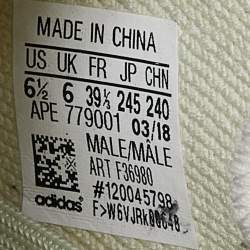 MADE IN CHINA
US UK FR JP CHN
6½ 6 39⅓ 245 240
APE 779001 03/18
MALE/MÂLE
ART F36980
#120045798
adidas